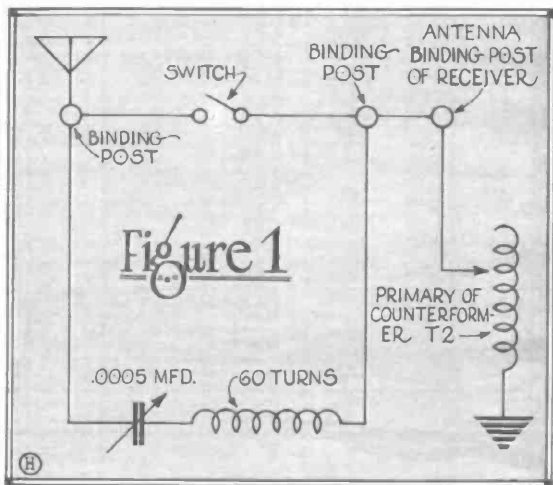 ANTENNA
BINDING POST
OF RECEIVER
BINDING
POST
SWITCH
BINDING
POST
Figure 1
PRIMARY OF
COUNTERFORM-
ER T2
.0005 MFD.
60 TURNS
H